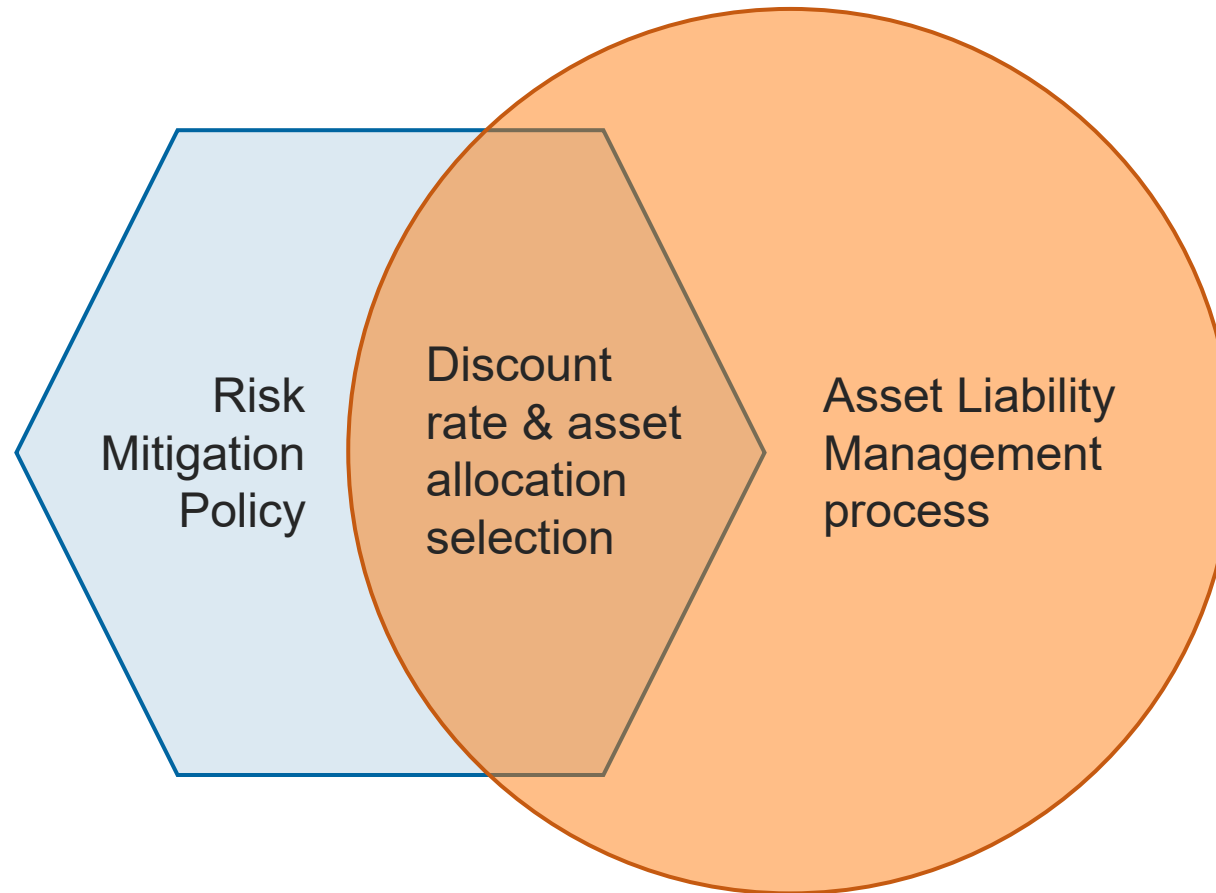 Risk
Mitigation
Policy
Discount
rate & asset
allocation
selection
Asset Liability
Management
process